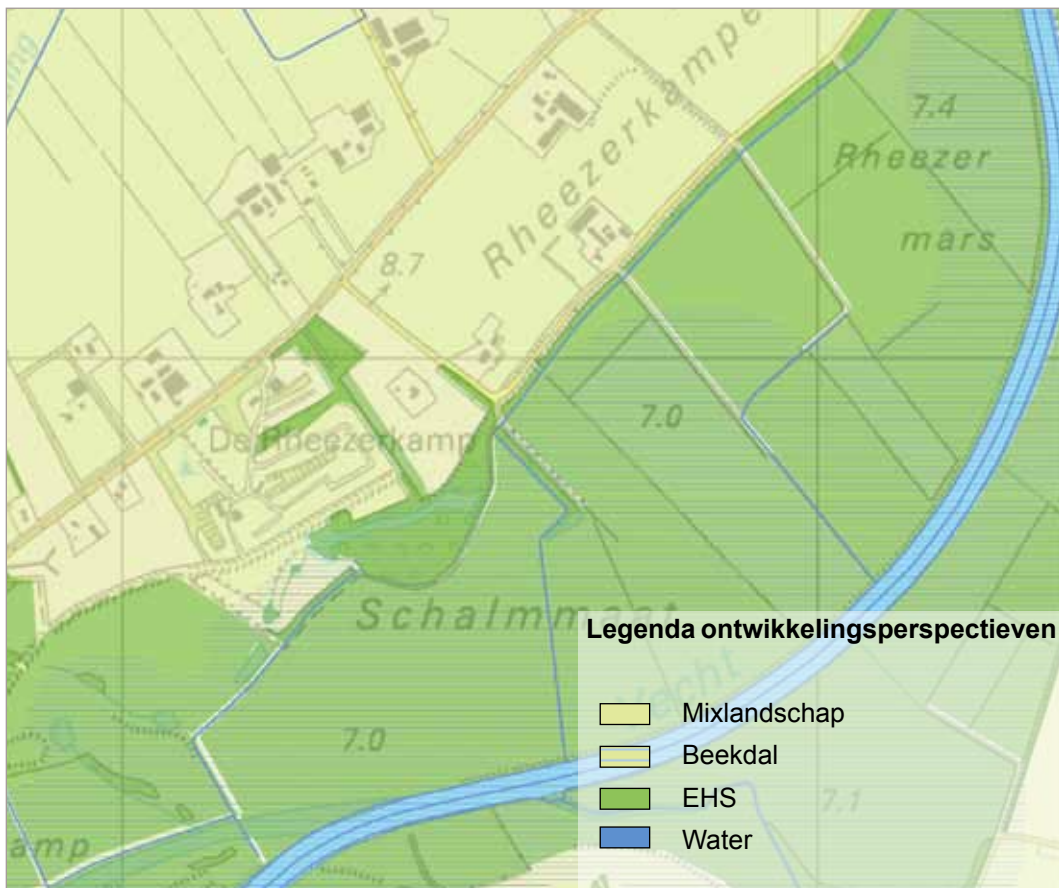 Rheezerkampe
7.4
Rheezer
mars
8.7
7.0
De Rheezerkamp
Schalmmaat
Legenda ontwikkelingsperspectieven
Vecht
Mixlandschap
7.0
Beekdal
EHS
7.1
Water
amp